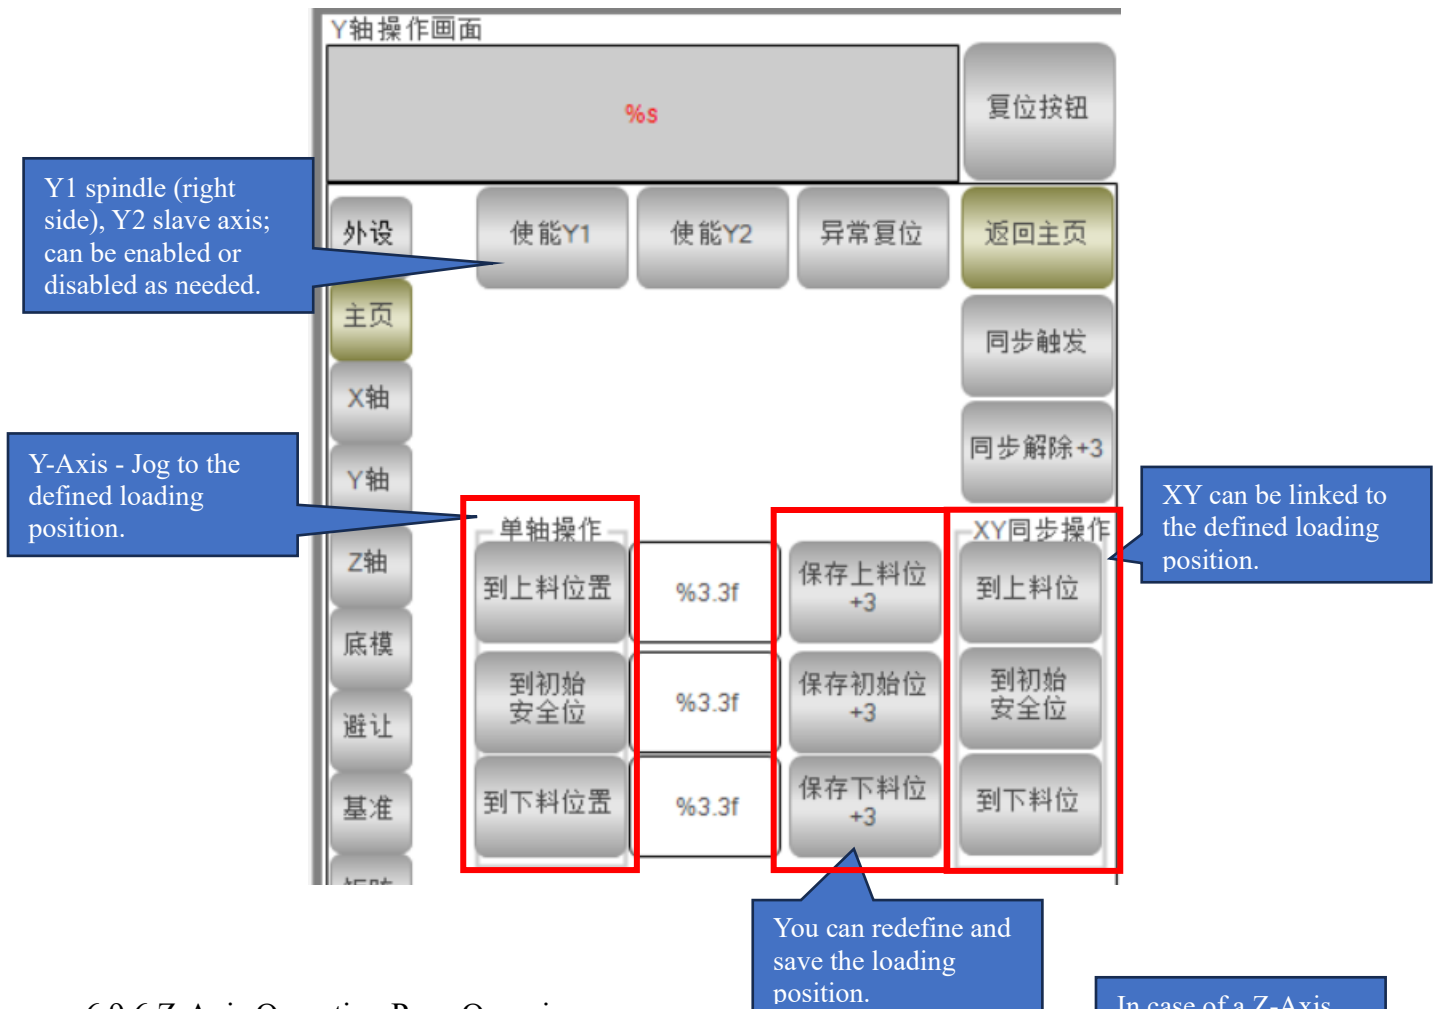 Y轴操作画面
%s
复位按钮
Y1 spindle (right
side), Y2 slave axis;
can be enabled or
disabled as needed.
外设
使能Y1
使能Y2
异常复位
返回主页
主页
同步触发
X轴
同步解除+3
Y-Axis - Jog to the
defined loading
position.
Y轴
XY can be linked to
the defined loading
position.
单轴操作
XY同步操作
Z轴
到上料位置
%3.3f
保存上料位
+3
到上料位
底模
到初始
安全位
%3.3f
保存初始位
+3
到初始
安全位
避让
基准
到下料位置
%3.3f
保存下料位
+3
到下料位
You can redefine and
save the loading
position.
In case of a Z-Axis